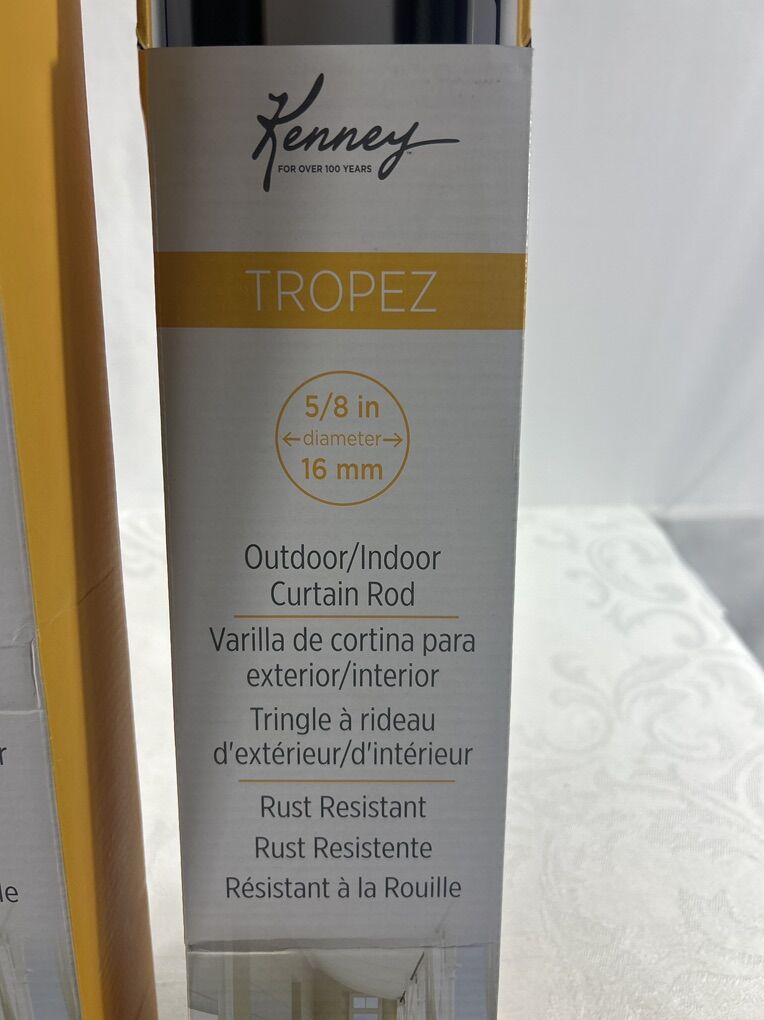 Kenney
FOR OVER 100 YEARS
TROPEZ
5/8 in
diameter
16 mm
Outdoor/Indoor
Curtain Rod
Varilla de cortina para
exterior/interior
Tringle à rideau
d'extérieur/d'intérieur
Rust Resistant
Rust Resistente
Résistant à la Rouille